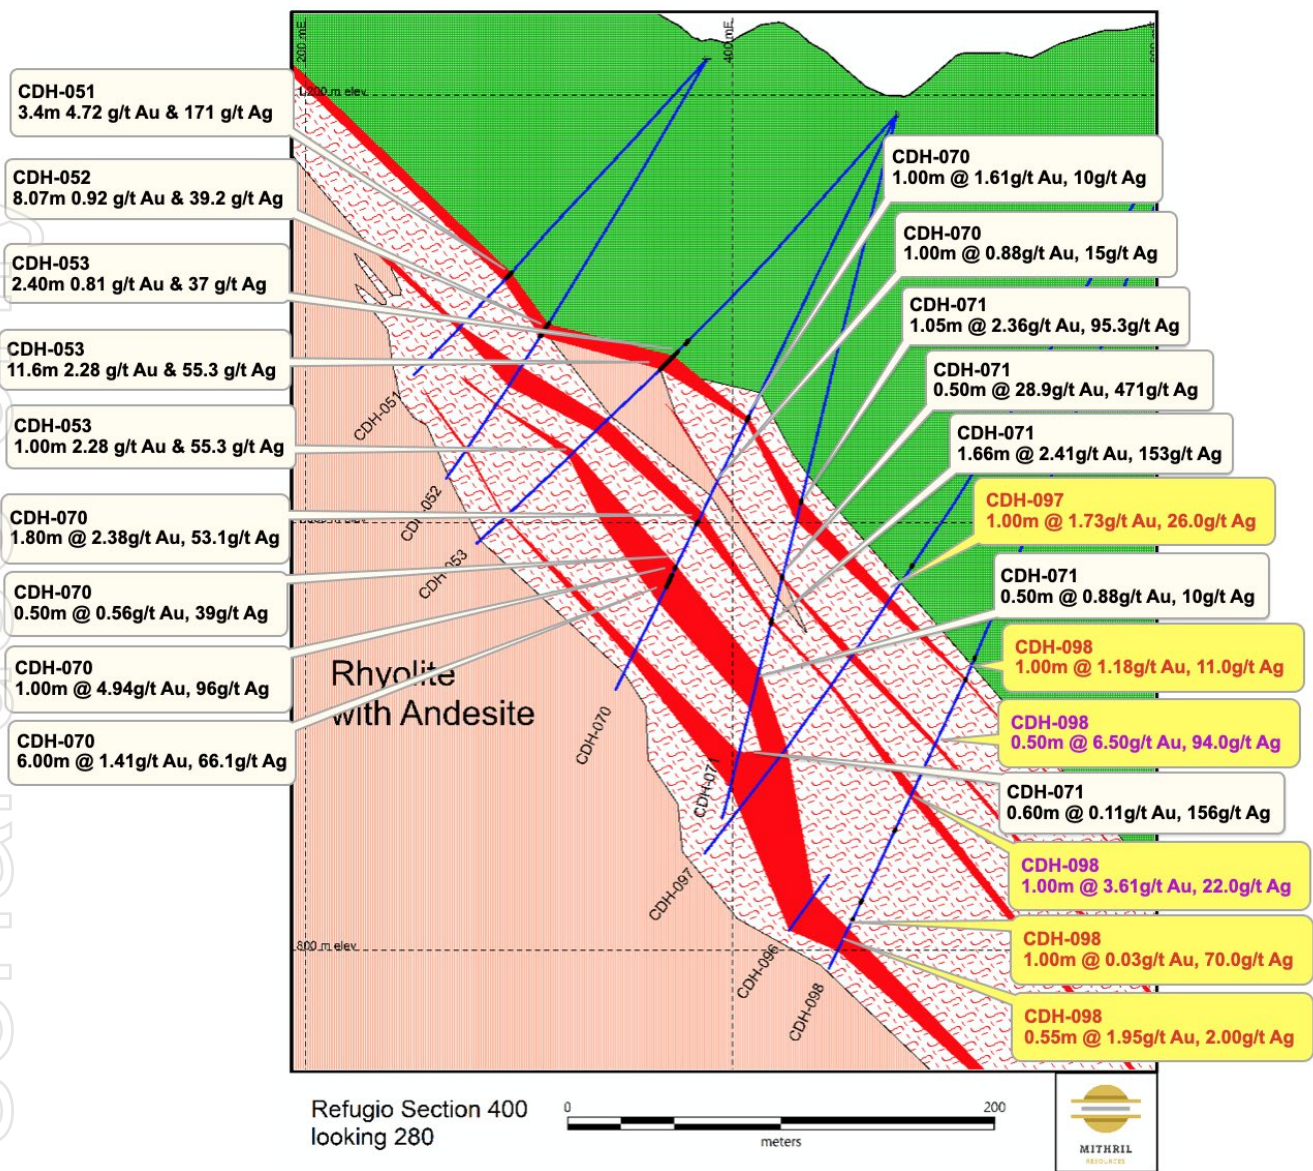 200 mE
400 mE
1,200 m elev
CDH-051
3.4m 4.72 g/t Au & 171 g/t Ag
CDH-052
8.07m 0.92 g/t Au & 39.2 g/t Ag
CDH-053
2.40m 0.81 g/t Au & 37 g/t Ag
CDH-053
11.6m 2.28 g/t Au & 55.3 g/t Ag
CDH-053
1.00m 2.28 g/t Au & 55.3 g/t Ag
CDH-070
1.80m @ 2.38g/t Au, 53.1g/t Ag
CDH-070
0.50m @ 0.56g/t Au, 39g/t Ag
CDH-070
1.00m @ 4.94g/t Au, 96g/t Ag
CDH-070
6.00m @ 1.41g/t Au, 66.1g/t Ag
CDH-070
1.00m @ 1.61g/t Au, 10g/t Ag
CDH-070
1.00m @ 0.88g/t Au, 15g/t Ag
CDH-071
1.05m @ 2.36g/t Au, 95.3g/t Ag
CDH-071
0.50m @ 28.9g/t Au, 471g/t Ag
CDH-071
1.66m @ 2.41g/t Au, 153g/t Ag
CDH-097
1.00m @ 1.73g/t Au, 26.0g/t Ag
CDH-071
0.50m @ 0.88g/t Au, 10g/t Ag
CDH-098
1.00m @ 1.18g/t Au, 11.0g/t Ag
CDH-098
0.50m @ 6.50g/t Au, 94.0g/t Ag
CDH-071
0.60m @ 0.11g/t Au, 156g/t Ag
CDH-098
1.00m @ 3.61g/t Au, 22.0g/t Ag
CDH-098
1.00m @ 0.03g/t Au, 70.0g/t Ag
CDH-098
0.55m @ 1.95g/t Au, 2.00g/t Ag
CDH-051
CDH-052
CDH-053
CDH-070
CDH-071
CDH-097
CDH-096
CDH-098
elev
Rhyolite
with Andesite
800 m elev
Refugio Section 400
looking 280
0
200
meters
MITHRIL
RESOURCES